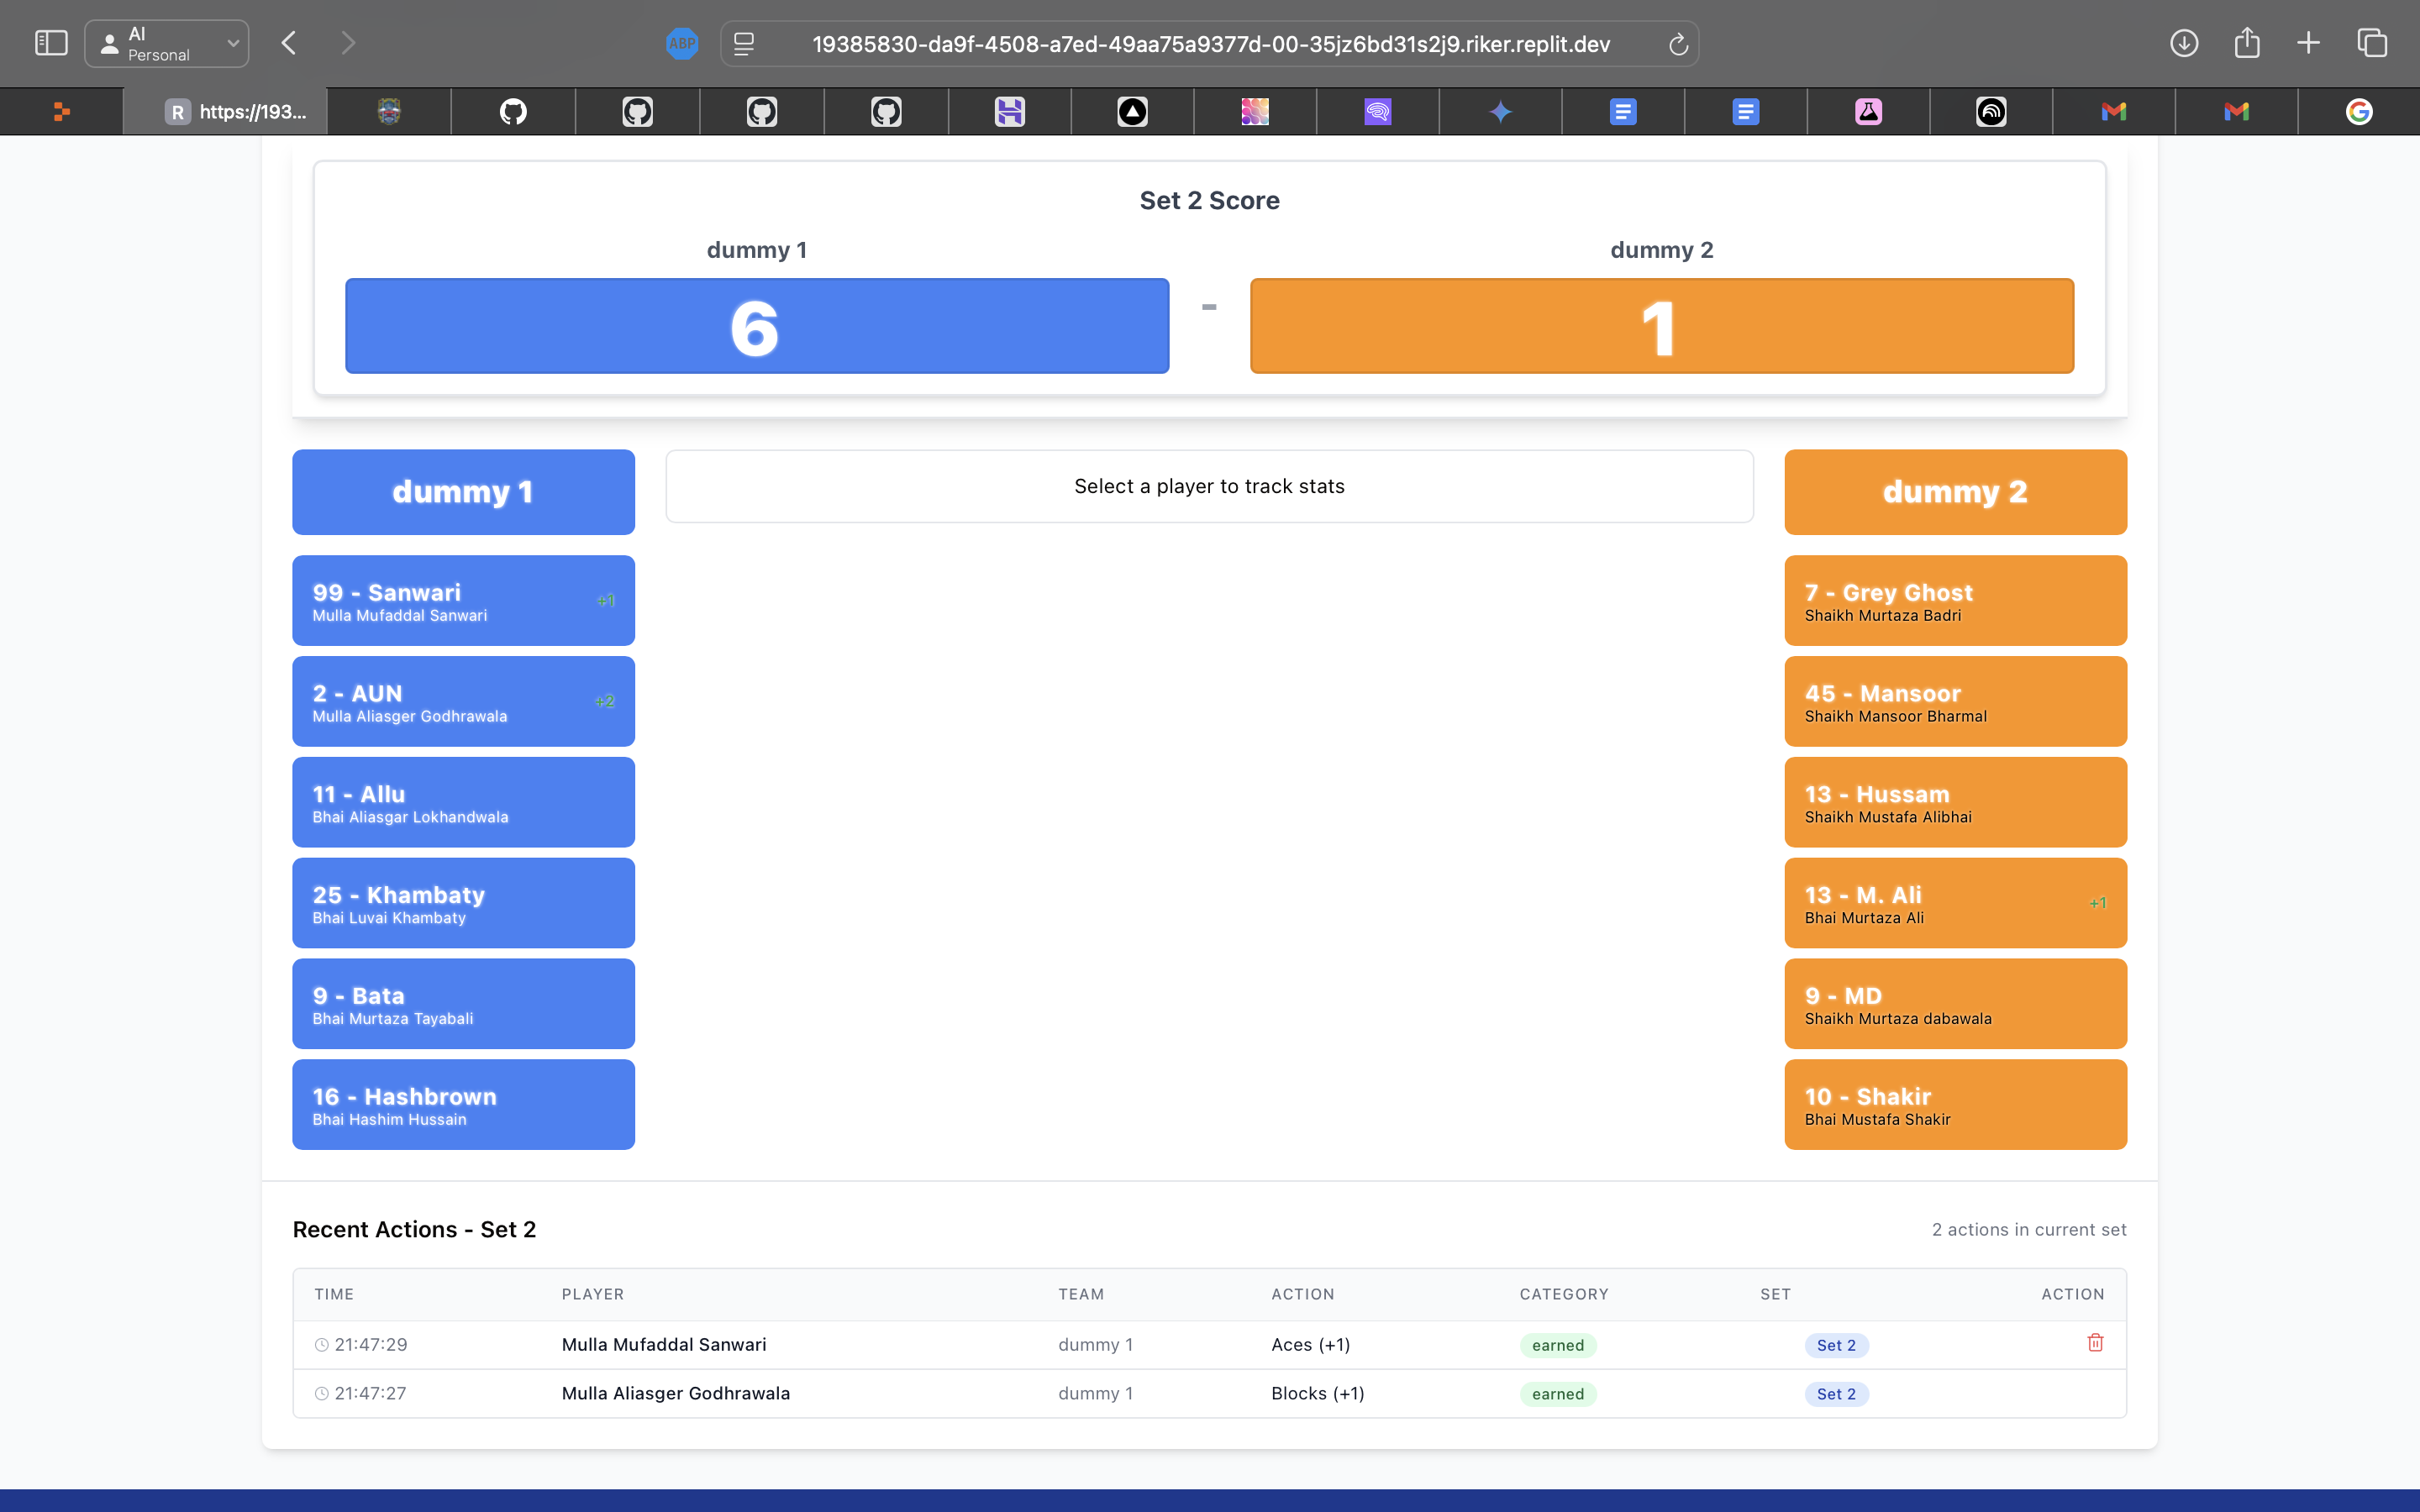 AI
Personal
ABP
19385830-da9f-4508-a7ed-49aa75a9377d-00-35jz6bd31s2j9.riker.replit.dev
R https://193...
Set 2 Score
dummy 1
dummy 2
6
-
1
dummy 1
Select a player to track stats
dummy 2
99 - Sanwari
Mulla Mufaddal Sanwari
+1
2 - AUN
Mulla Aliasger Godhrawala
+2
11 - Allu
Bhai Aliasgar Lokhandwala
25 - Khambaty
Bhai Luvai Khambaty
9 - Bata
Bhai Murtaza Tayabali
16 - Hashbrown
Bhai Hashim Hussain
7 - Grey Ghost
Shaikh Murtaza Badri
45 - Mansoor
Shaikh Mansoor Bharmal
13 - Hussam
Shaikh Mustafa Alibhai
13 - M. Ali
Bhai Murtaza Ali
+1
9 - MD
Shaikh Murtaza dabawala
10 - Shakir
Bhai Mustafa Shakir
Recent Actions - Set 2
2 actions in current set
TIME PLAYER TEAM ACTION CATEGORY SET ACTION
21:47:29 Mulla Mufaddal Sanwari dummy 1 Aces (+1) earned Set 2
21:47:27 Mulla Aliasger Godhrawala dummy 1 Blocks (+1) earned Set 2